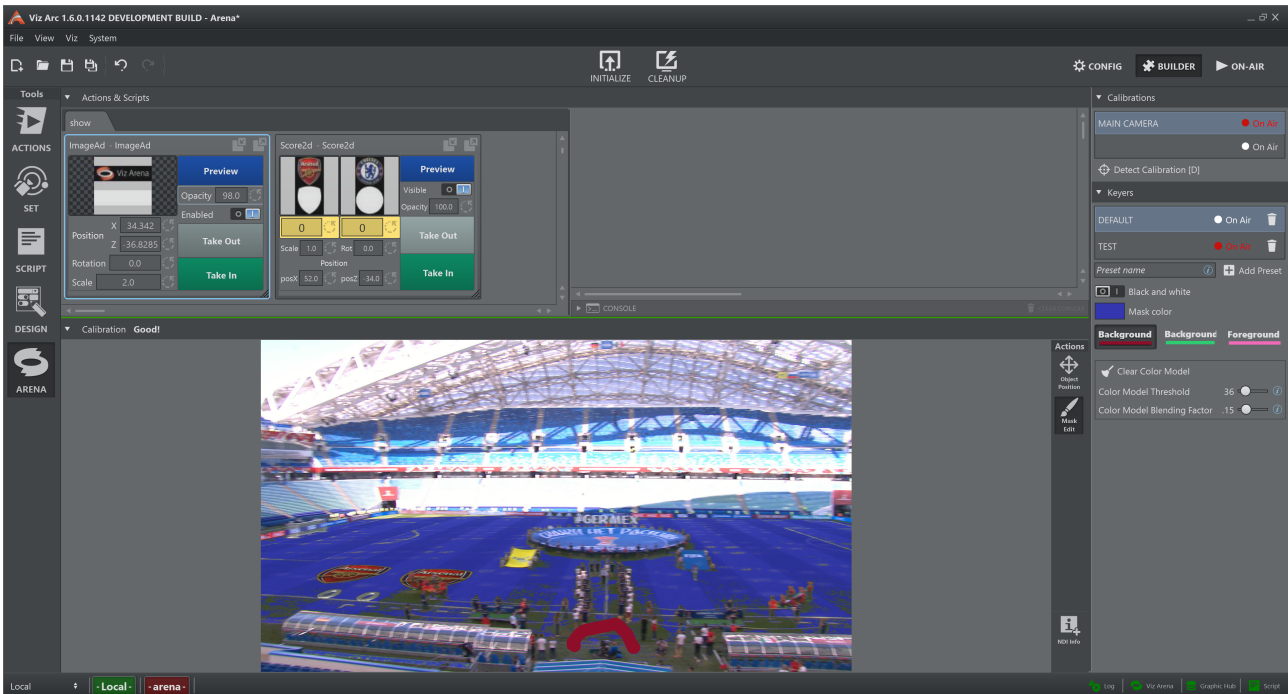 Viz Arc 1.6.0.1142 DEVELOPMENT BUILD - Arena*
File View Viz System
INITIALIZE CLEANUP
CONFIG BUILDER ON-AIR
Tools
ACTIONS
SET
SCRIPT
DESIGN
ARENA
Actions & Scripts
show
ImageAd - ImageAd
Viz Arena
Preview
Opacity 98.0
Enabled O I
Position X 34.342
Z -36.8285
Take Out
Rotation 0.0
Scale 2.0
Take In
Score2d - Score2d
Arsenal
Preview
Visible O I
Opacity 100.0
0 0
Take Out
Scale 1.0 Rot 0.0
Position
posX 52.0 posZ -34.0
Take In
CONSOLE
CLEAR CONSOLE
Calibration Good!
#GERMEX
Arsenal
Arsenal
Actions
Object
Position
Mask
Edit
NDI Info
Calibrations
MAIN CAMERA On Air
On Air
Detect Calibration [D]
Keyers
DEFAULT On Air
TEST On Air
Preset name Add Preset
O I Black and white
Mask color
Background Background Foreground
Clear Color Model
Color Model Threshold 36
Color Model Blending Factor .15
Local - Local - - arena -
Log Viz Arena Graphic Hub Script